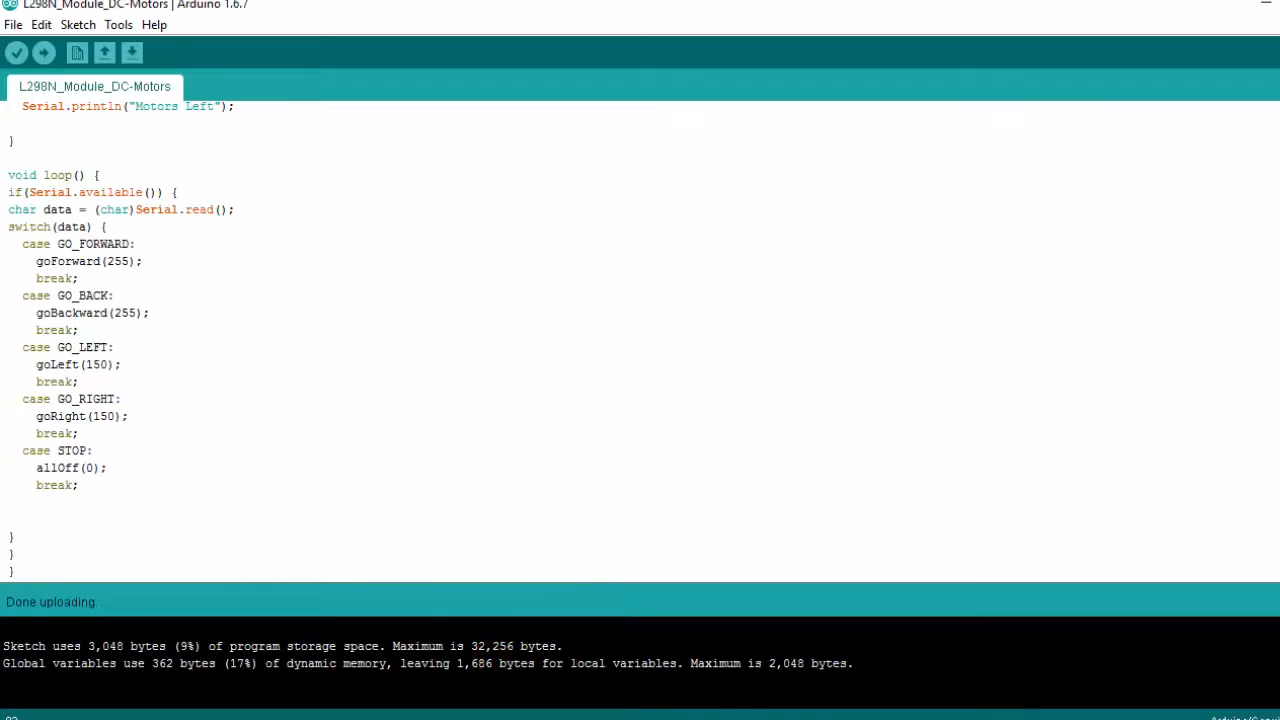 L298N_Module_DC-Motors | Arduino 1.6.7
File Edit Sketch Tools Help
L298N_Module_DC-Motors
Serial.println("Motors Left");
}
void loop() {
if(Serial.available()) {
char data = (char)Serial.read();
switch(data) {
case GO_FORWARD:
goForward(255);
break;
case GO_BACK:
goBackward(255);
break;
case GO_LEFT:
goLeft(150);
break;
case GO_RIGHT:
goRight(150);
break;
case STOP:
allOff(0);
break;
}
}
}
Done uploading.
Sketch uses 3,048 bytes (9%) of program storage space. Maximum is 32,256 bytes.
Global variables use 362 bytes (17%) of dynamic memory, leaving 1,686 bytes for local variables. Maximum is 2,048 bytes.